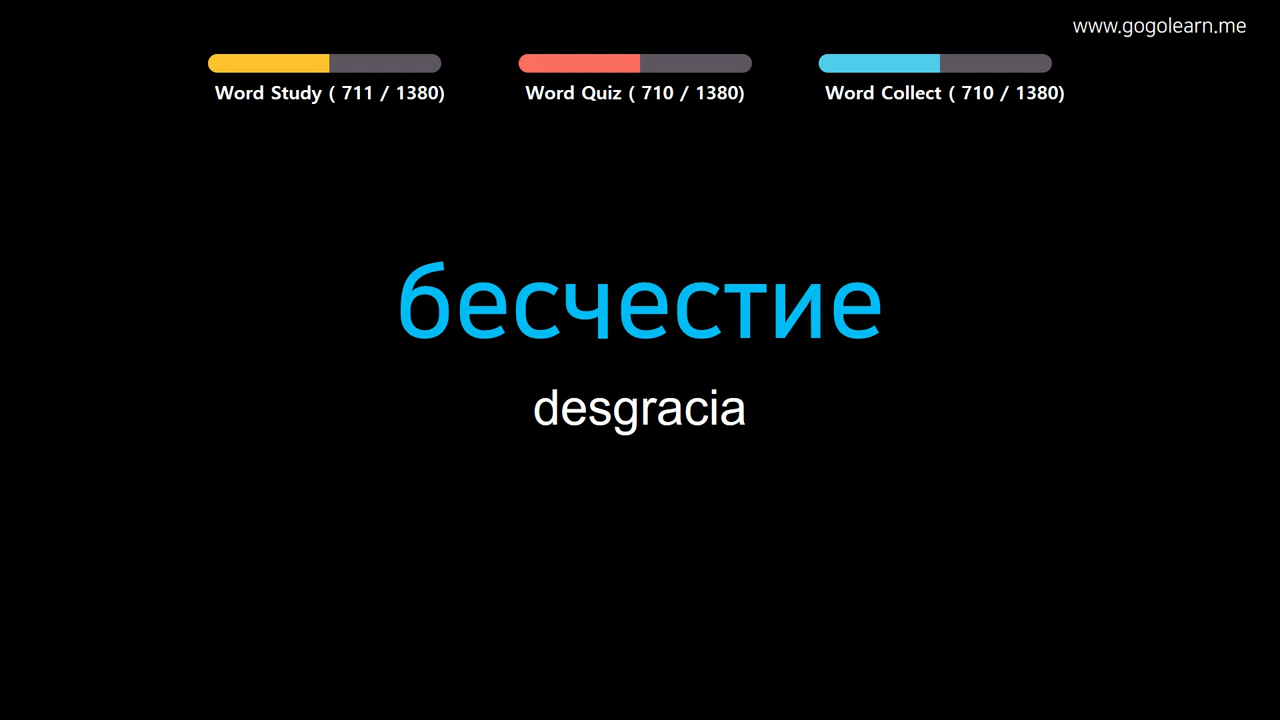 www.gogolearn.me
Word Study ( 711 / 1380)
Word Quiz ( 710 / 1380)
Word Collect ( 710 / 1380)
бесчестие
desgracia